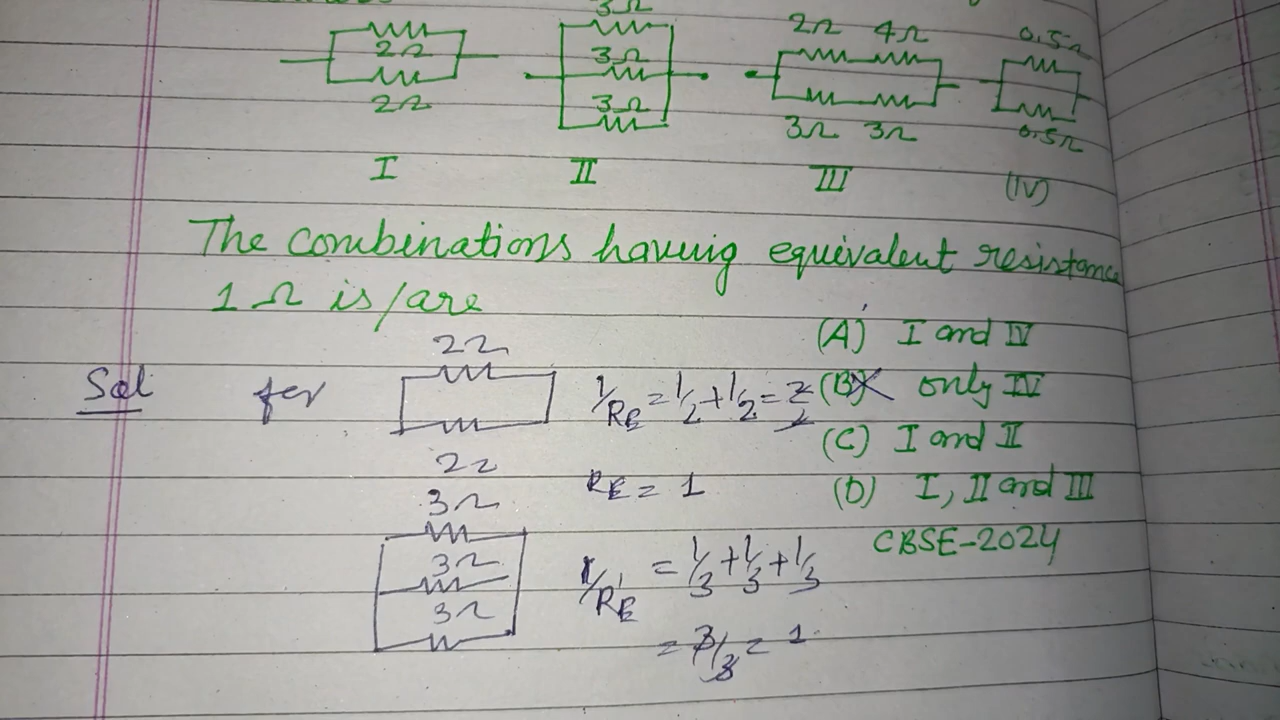 3Ω
2Ω 4Ω 0.5Ω
2Ω 3Ω
2Ω 3Ω 3Ω 3Ω 0.5Ω
I II III (IV)
The combinations having equivalent resistance
1 Ω is/are
(A) I and IV
(B) only IV
(C) I and II
(D) I, II and III
CBSE-2024
Sol for
2Ω
2Ω
1/RE = 1/2 + 1/2 = 2/2
RE = 1
3Ω
3Ω
3Ω
1/RE = 1/3 + 1/3 + 1/3
= 3/3 = 1